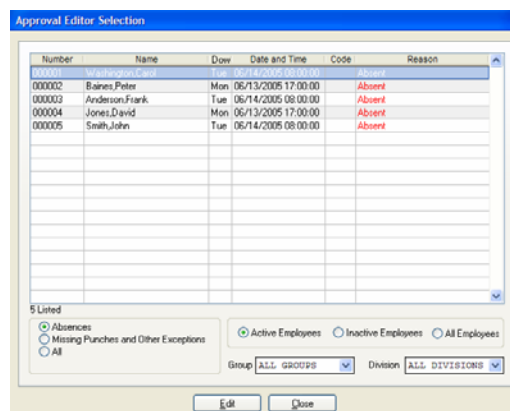 Approval Editor Selection
Number Name Dow Date and Time Code Reason
000001 Washington,Carol Tue 06/14/2005 08:00:00 Absent
000002 Baines,Peter Mon 06/13/2005 17:00:00 Absent
000003 Anderson,Frank Tue 06/14/2005 08:00:00 Absent
000004 Jones,David Mon 06/13/2005 17:00:00 Absent
000005 Smith,John Tue 06/14/2005 08:00:00 Absent
5 Listed
Absences
Missing Punches and Other Exceptions
All
Active Employees Inactive Employees All Employees
Group ALL GROUPS Division ALL DIVISIONS
Edit Close